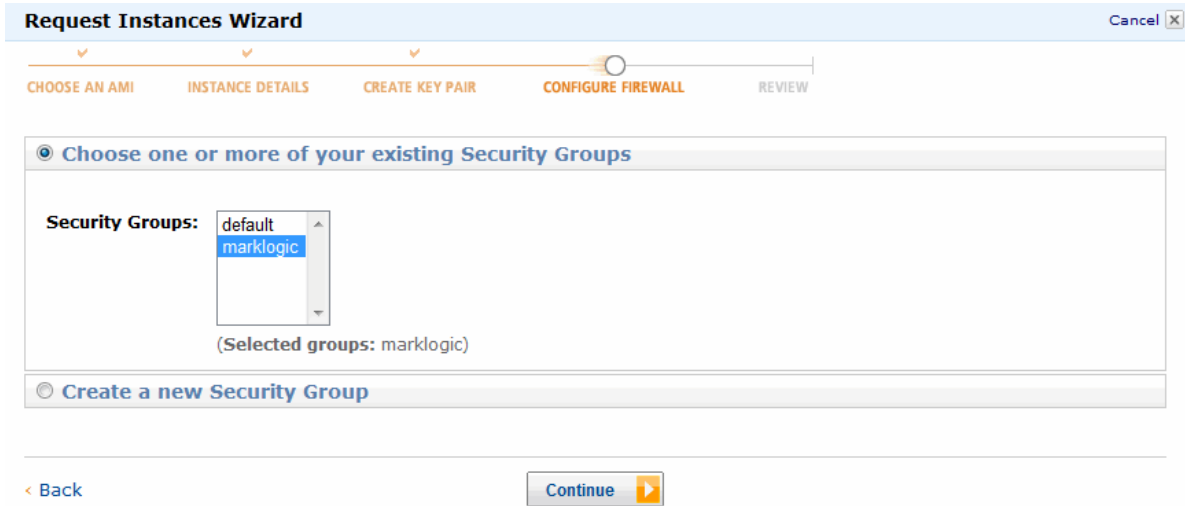 Request Instances Wizard Cancel X
CHOOSE AN AMI INSTANCE DETAILS CREATE KEY PAIR CONFIGURE FIREWALL REVIEW
Choose one or more of your existing Security Groups
Security Groups: default
marklogic
(Selected groups: marklogic)
Create a new Security Group
< Back Continue